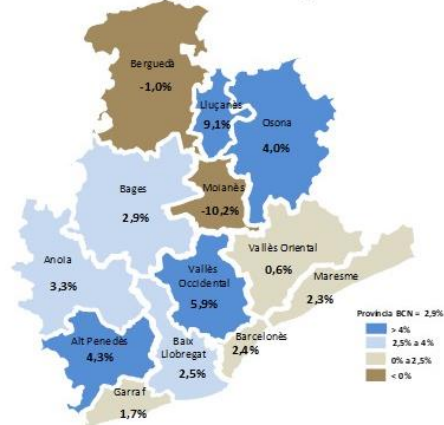 Berguedà
-1,0%
Lluçanès
9,1%
Osona
4,0%
Bages
2,9%
Moianès
-10,2%
Vallès Oriental
0,6%
Maresme
2,3%
Anoia
3,3%
Vallès
Occidental
5,9%
Província BCN = 2,9%
> 4%
2,5% a 4%
0% a 2,5%
< 0%
Alt Penedès
4,3%
Baix
Llobregat
2,5%
Barcelonès
2,4%
Garraf
1,7%